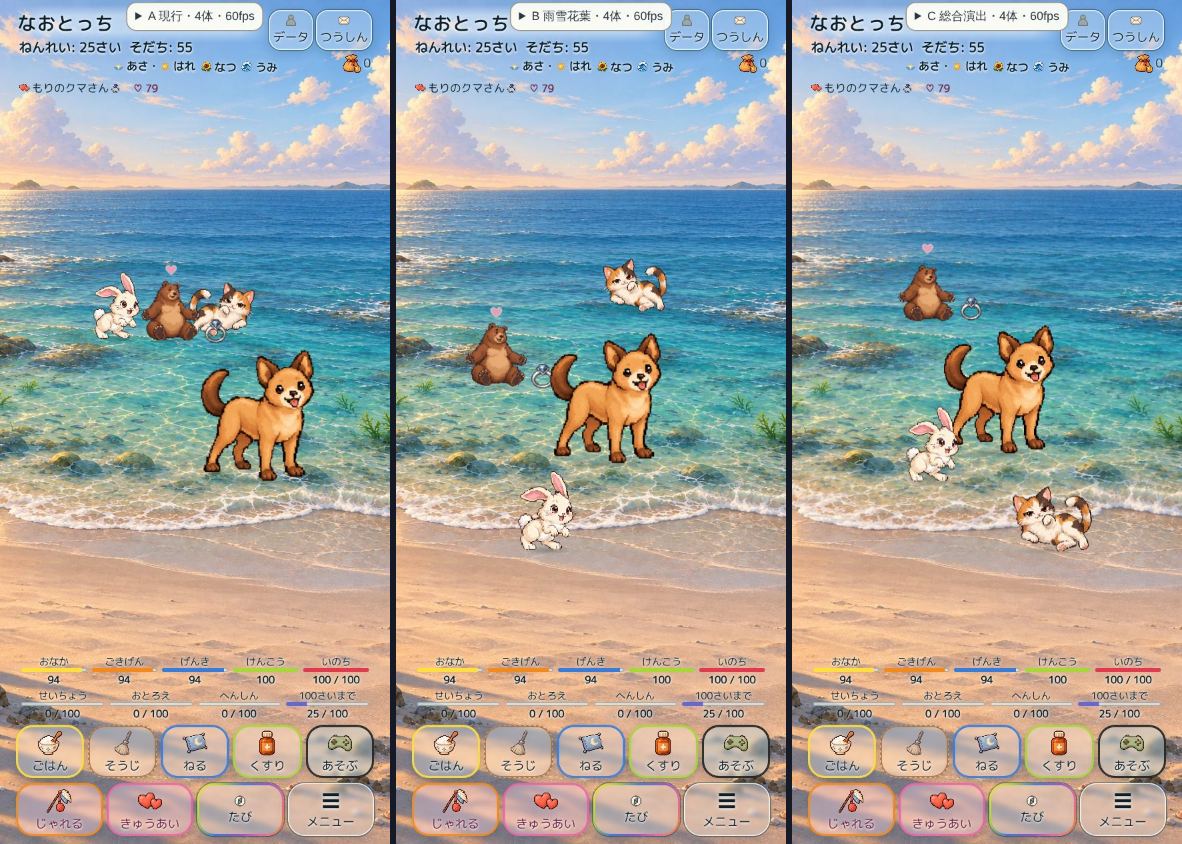 なおとっち
▶ A 現行・4体・60fps
データ
つうしん
ねんれい: 25さい そだち: 55
あさ・ はれ なつ うみ
0
もりのクマさん ♡ 79
おなか ごきげん げんき けんこう いのち
94 94 94 100 100 / 100
せいちょう おとろえ へんしん 100さいまで
0 / 100 0 / 100 0 / 100 25 / 100
ごはん そうじ ねる くすり あそぶ
じゃれる きゅうあい たび メニュー
なおとっち
▶ B 雨雪花葉・4体・60fps
データ
つうしん
ねんれい: 25さい そだち: 55
あさ・ はれ なつ うみ
0
もりのクマさん ♡ 79
おなか ごきげん げんき けんこう いのち
94 94 94 100 100 / 100
せいちょう おとろえ へんしん 100さいまで
0 / 100 0 / 100 0 / 100 25 / 100
ごはん そうじ ねる くすり あそぶ
じゃれる きゅうあい たび メニュー
なおとっち
▶ C 総合演出・4体・60fps
データ
つうしん
ねんれい: 25さい そだち: 55
あさ・ はれ なつ うみ
0
もりのクマさん ♡ 79
おなか ごきげん げんき けんこう いのち
94 94 94 100 100 / 100
せいちょう おとろえ へんしん 100さいまで
0 / 100 0 / 100 0 / 100 25 / 100
ごはん そうじ ねる くすり あそぶ
じゃれる きゅうあい たび メニュー